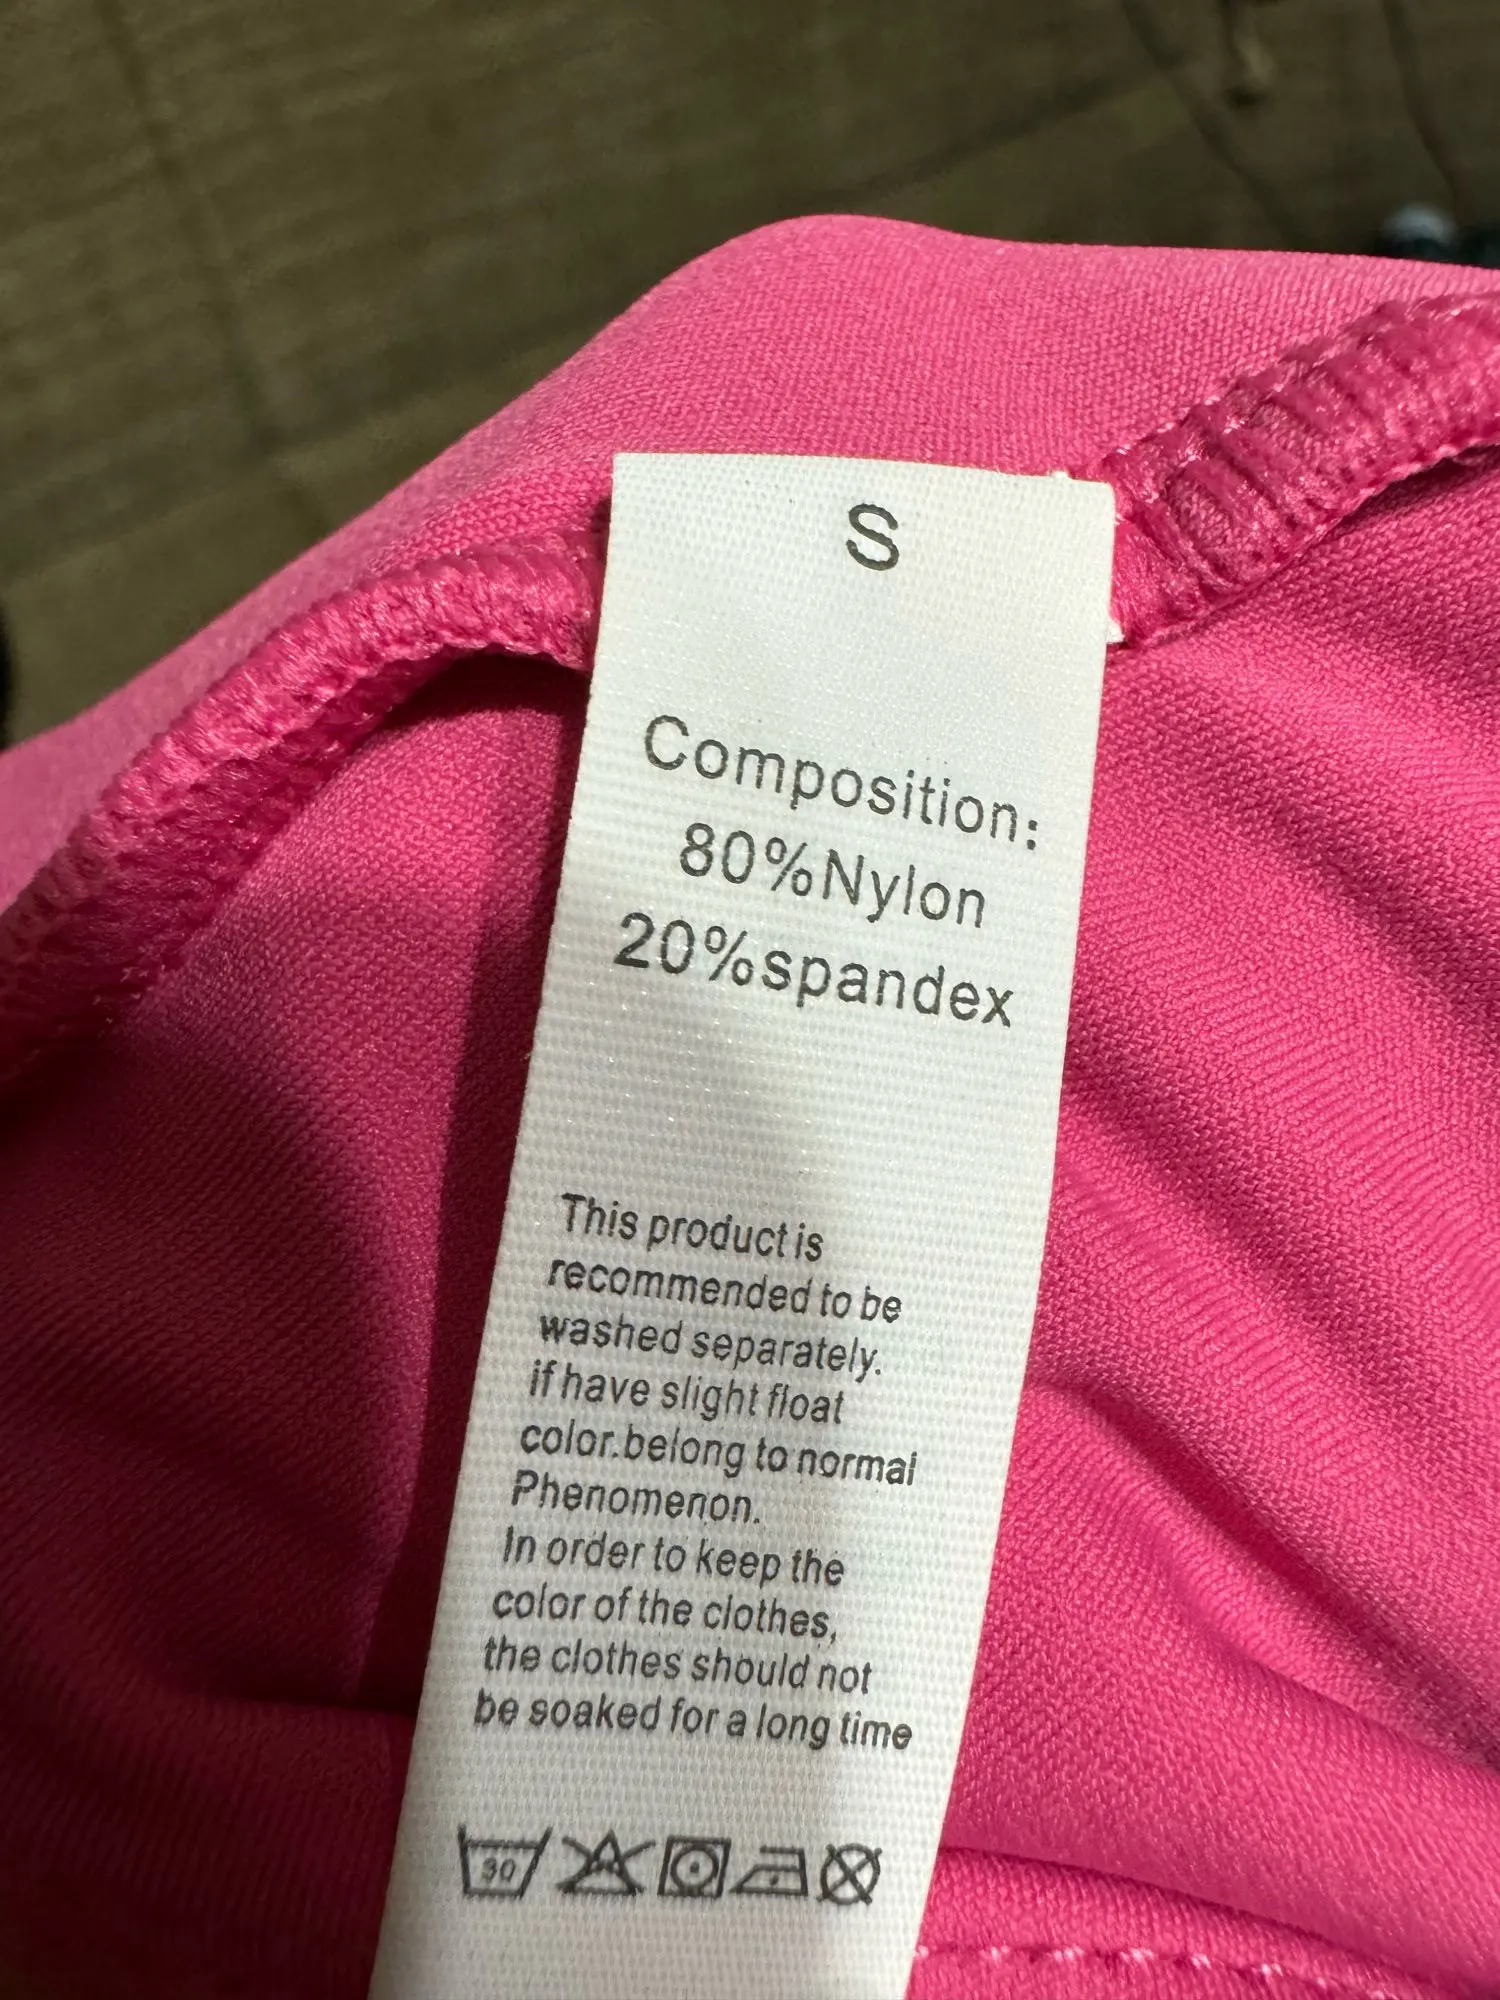 S
Composition:
80%Nylon
20%spandex
This product is
recommended to be
washed separately.
if have slight float
color.belong to normal
Phenomenon.
In order to keep the
color of the clothes,
the clothes should not
be soaked for a long time
30